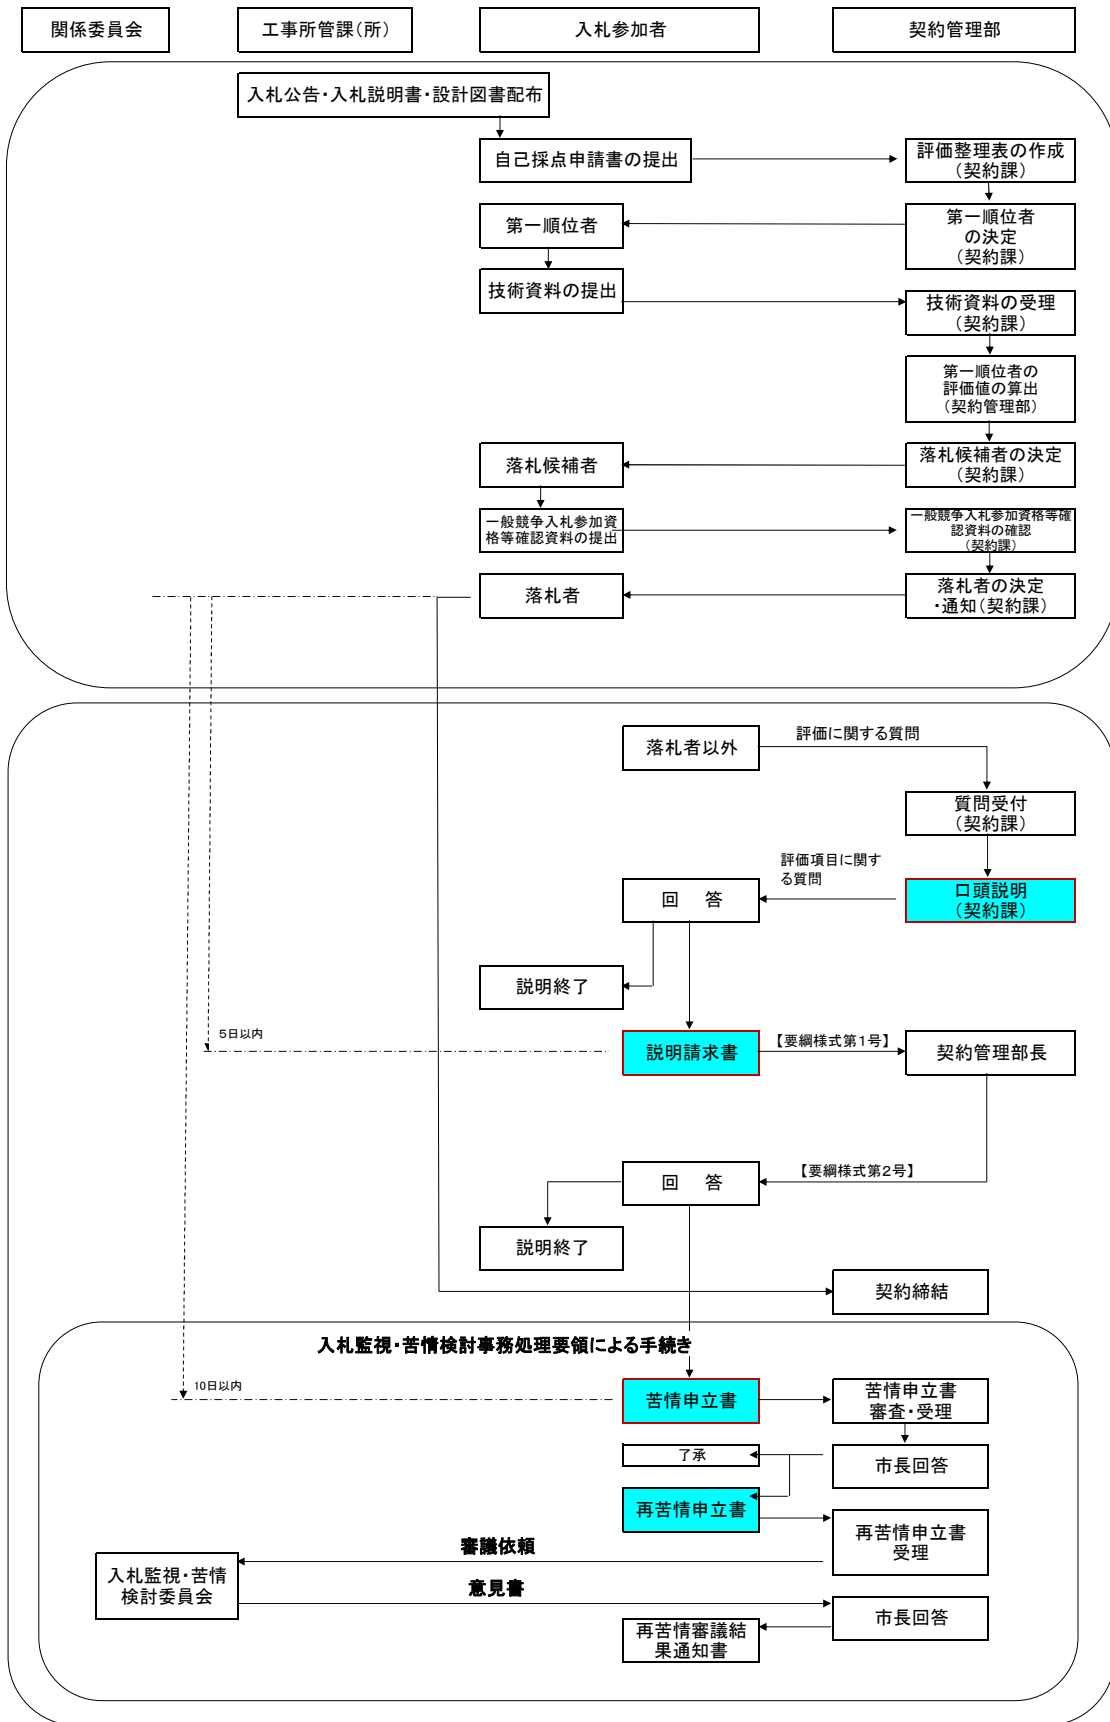 関係委員会
工事所管課(所)
入札参加者
契約管理部
入札公告・入札説明書・設計図書配布
自己採点申請書の提出
評価整理表の作成
(契約課)
第一順位者
第一順位者
の決定
(契約課)
技術資料の提出
技術資料の受理
(契約課)
第一順位者の
評価値の算出
(契約管理部)
落札候補者
落札候補者の決定
(契約課)
一般競争入札参加資
格等確認資料の提出
一般競争入札参加資格等確
認資料の確認
(契約課)
落札者
落札者の決定
・通知(契約課)
落札者以外
評価に関する質問
質問受付
(契約課)
評価項目に関す
る質問
回 答
口頭説明
(契約課)
説明終了
5日以内
説明請求書
【要綱様式第1号】
契約管理部長
回 答
【要綱様式第2号】
説明終了
契約締結
入札監視・苦情検討事務処理要領による手続き
10日以内
苦情申立書
苦情申立書
審査・受理
了承
市長回答
再苦情申立書
再苦情申立書
受理
審議依頼
入札監視・苦情
検討委員会
意見書
市長回答
再苦情審議結
果通知書